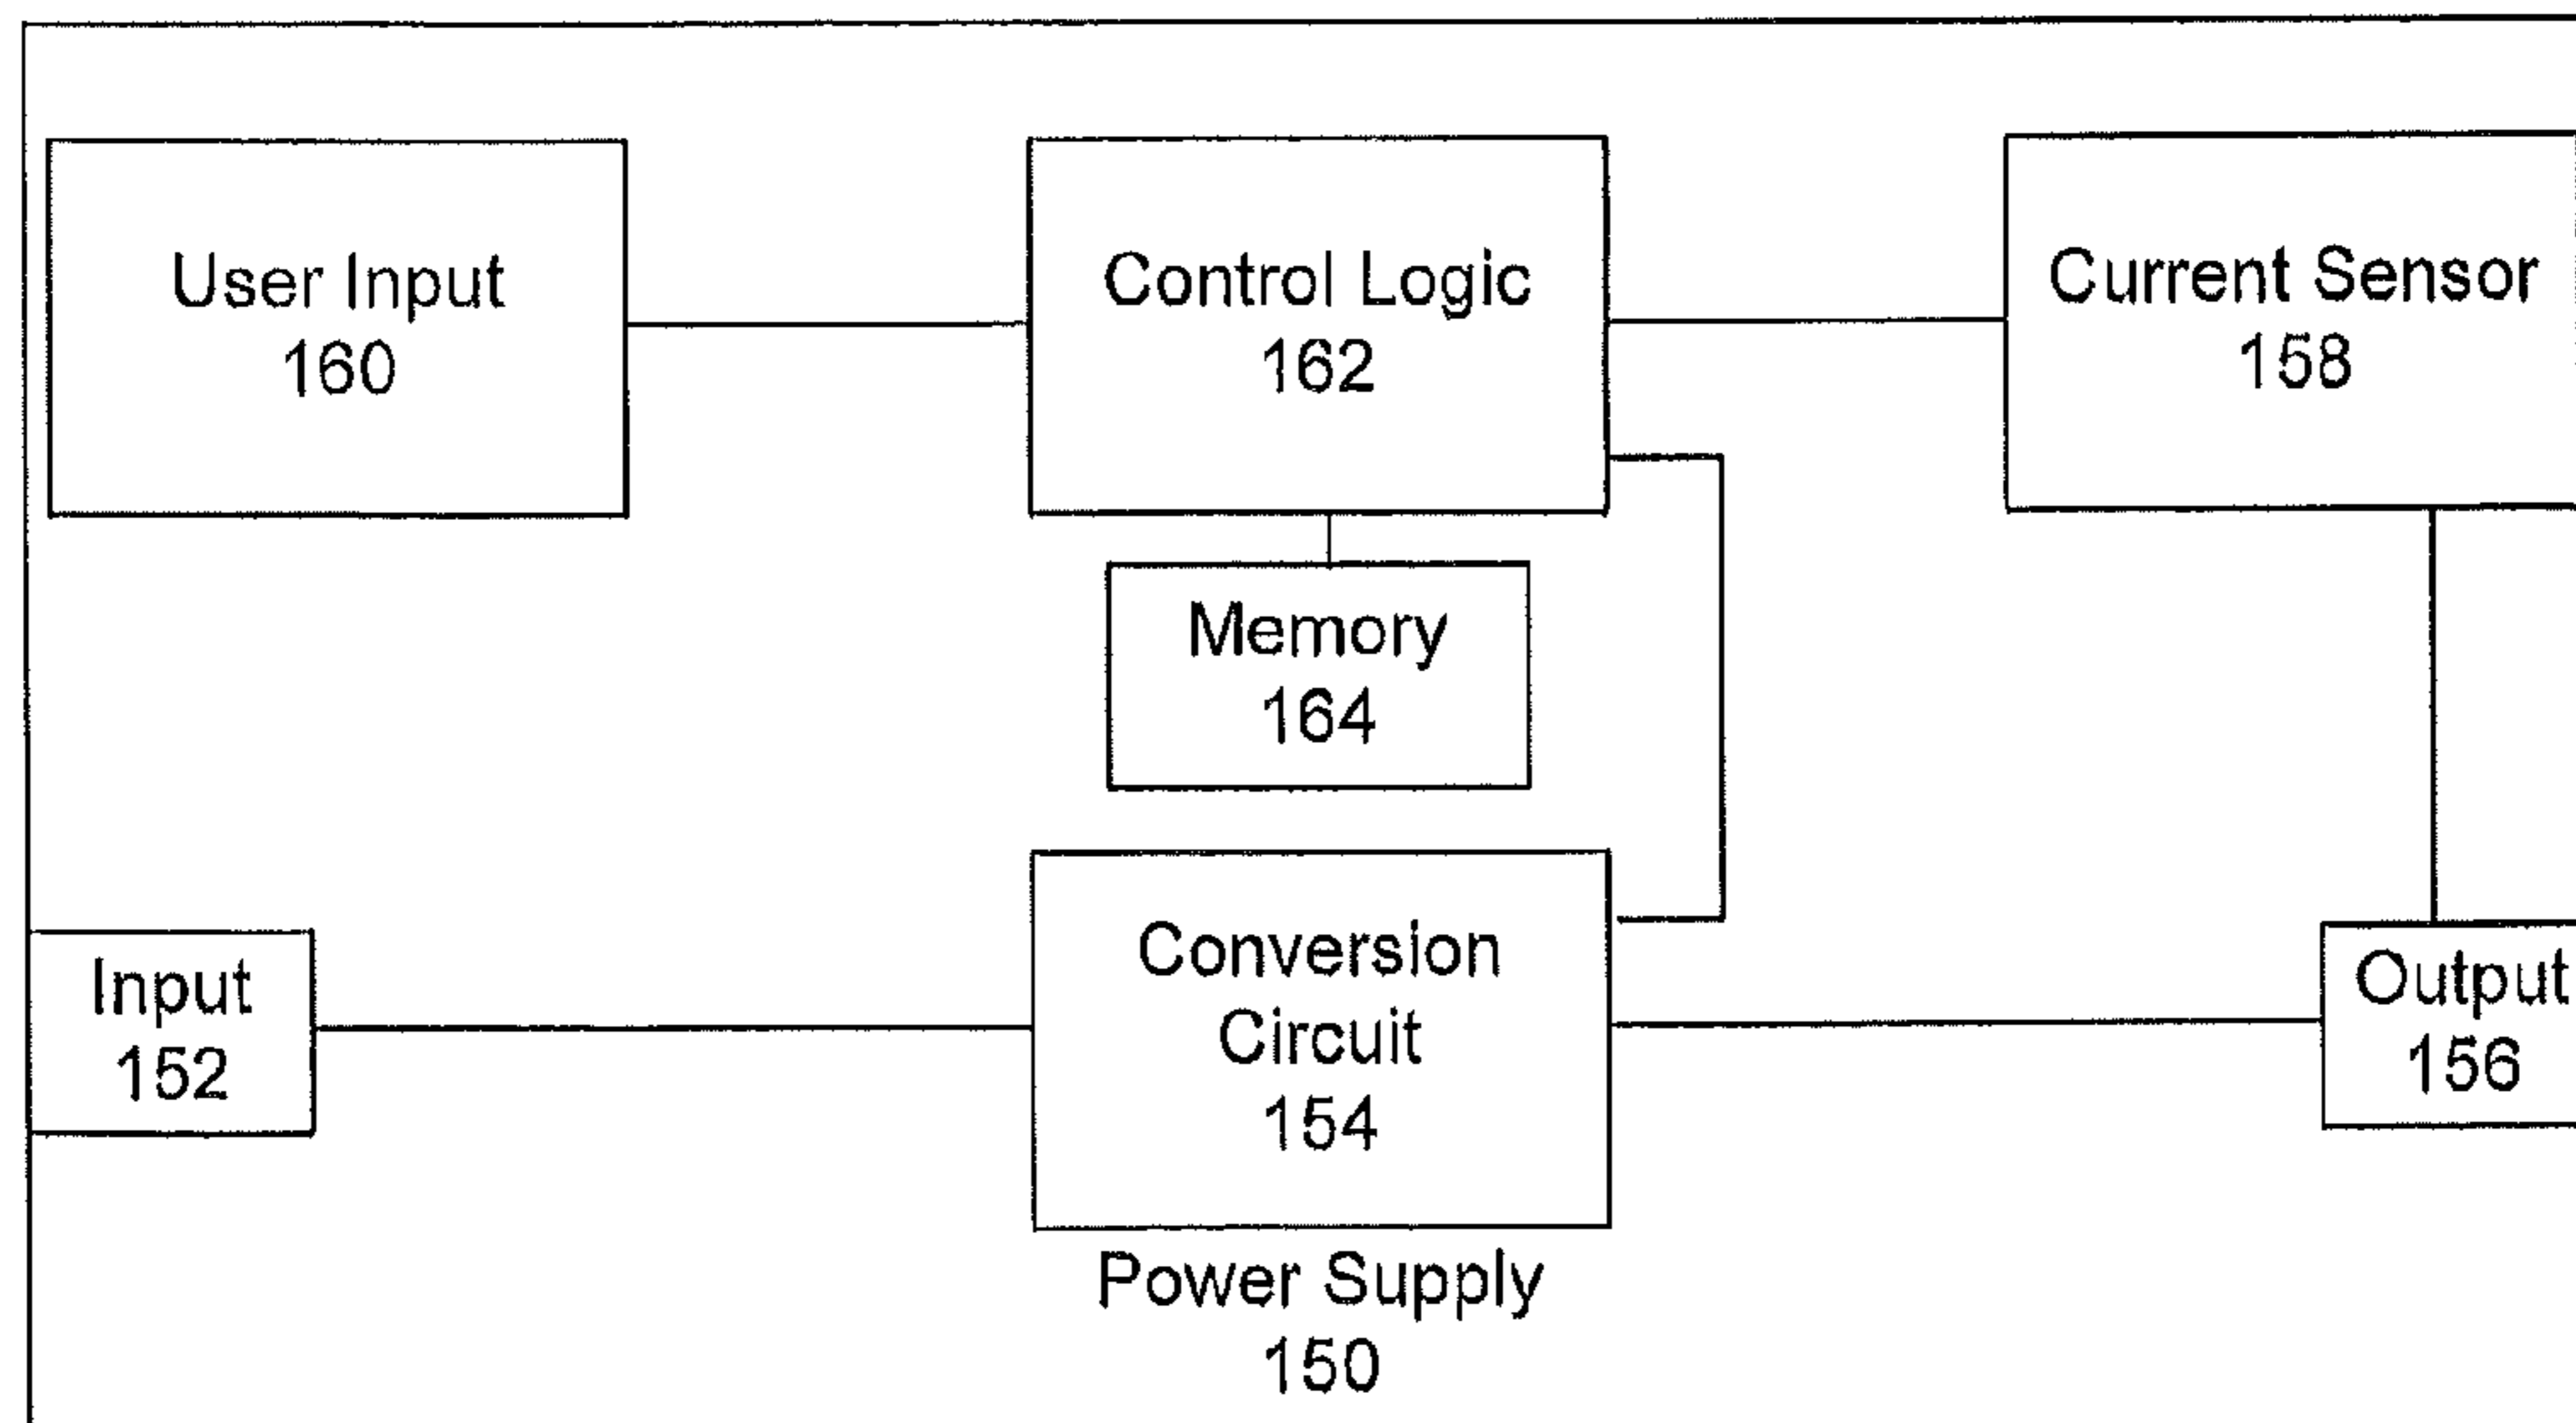 User Input
160
Control Logic
162
Current Sensor
158
Memory
164
Input
152
Conversion
Circuit
154
Output
156
Power Supply
150